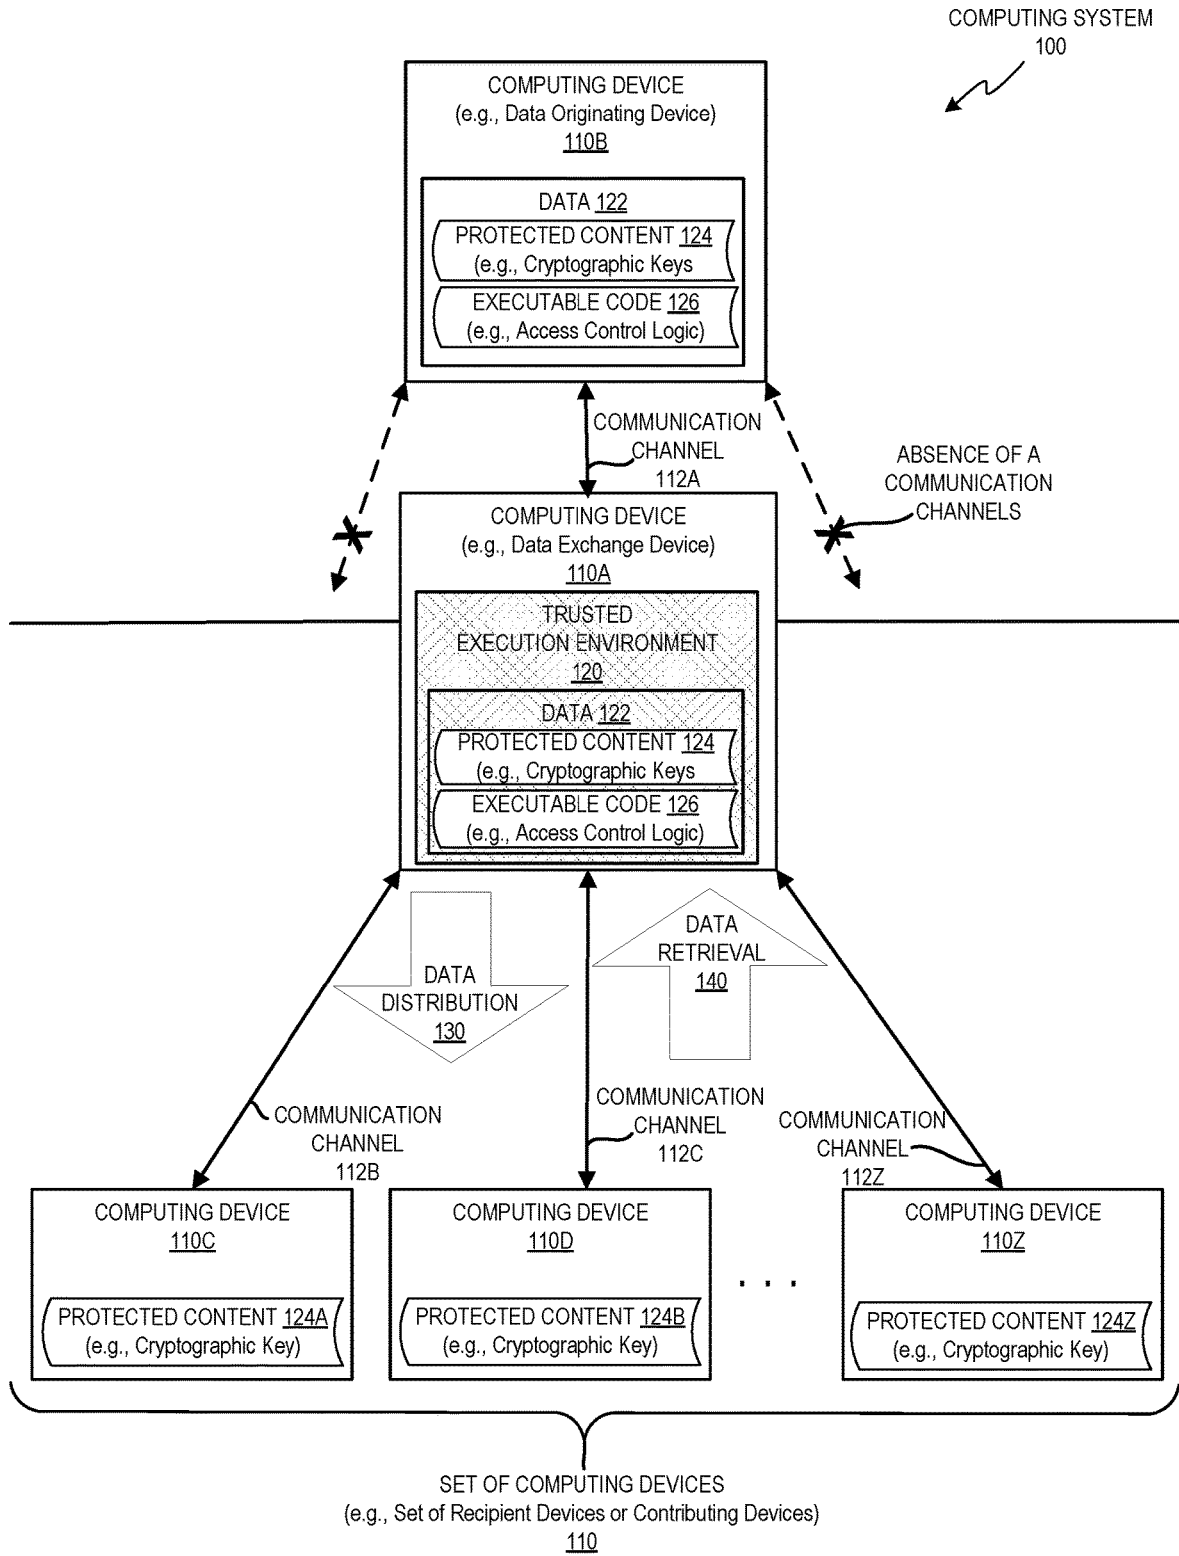 COMPUTING SYSTEM
100
COMPUTING DEVICE
(e.g., Data Originating Device)
110B
DATA 122
PROTECTED CONTENT 124
(e.g., Cryptographic Keys
EXECUTABLE CODE 126
(e.g., Access Control Logic)
COMMUNICATION
CHANNEL
112A
ABSENCE OF A
COMMUNICATION
CHANNELS
COMPUTING DEVICE
(e.g., Data Exchange Device)
110A
TRUSTED
EXECUTION ENVIRONMENT
120
DATA 122
PROTECTED CONTENT 124
(e.g., Cryptographic Keys
EXECUTABLE CODE 126
(e.g., Access Control Logic)
DATA
DISTRIBUTION
130
DATA
RETRIEVAL
140
COMMUNICATION
CHANNEL
112B
COMMUNICATION
CHANNEL
112C
COMMUNICATION
CHANNEL
112Z
COMPUTING DEVICE
110C
PROTECTED CONTENT 124A
(e.g., Cryptographic Key)
COMPUTING DEVICE
110D
PROTECTED CONTENT 124B
(e.g., Cryptographic Key)
. . .
COMPUTING DEVICE
110Z
PROTECTED CONTENT 124Z
(e.g., Cryptographic Key)
SET OF COMPUTING DEVICES
(e.g., Set of Recipient Devices or Contributing Devices)
110